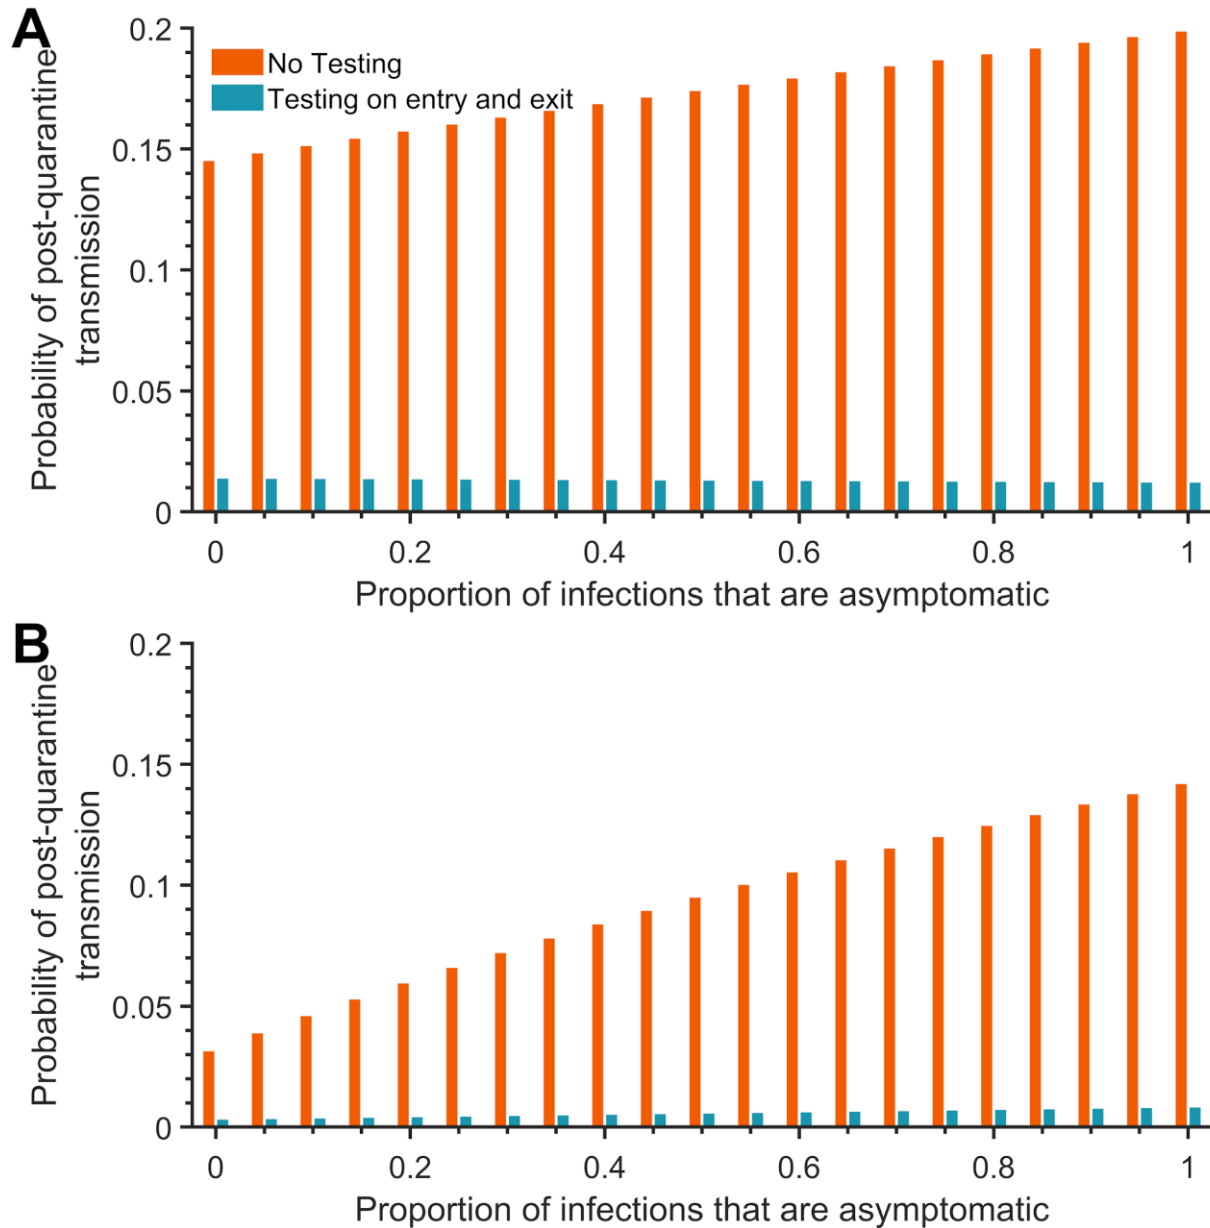 A
Probability of post-quarantine
transmission
0.2
0.15
0.1
0.05
0
No Testing
Testing on entry and exit
0
0.2
0.4
0.6
0.8
1
Proportion of infections that are asymptomatic
B
Probability of post-quarantine
transmission
0.2
0.15
0.1
0.05
0
0
0.2
0.4
0.6
0.8
1
Proportion of infections that are asymptomatic